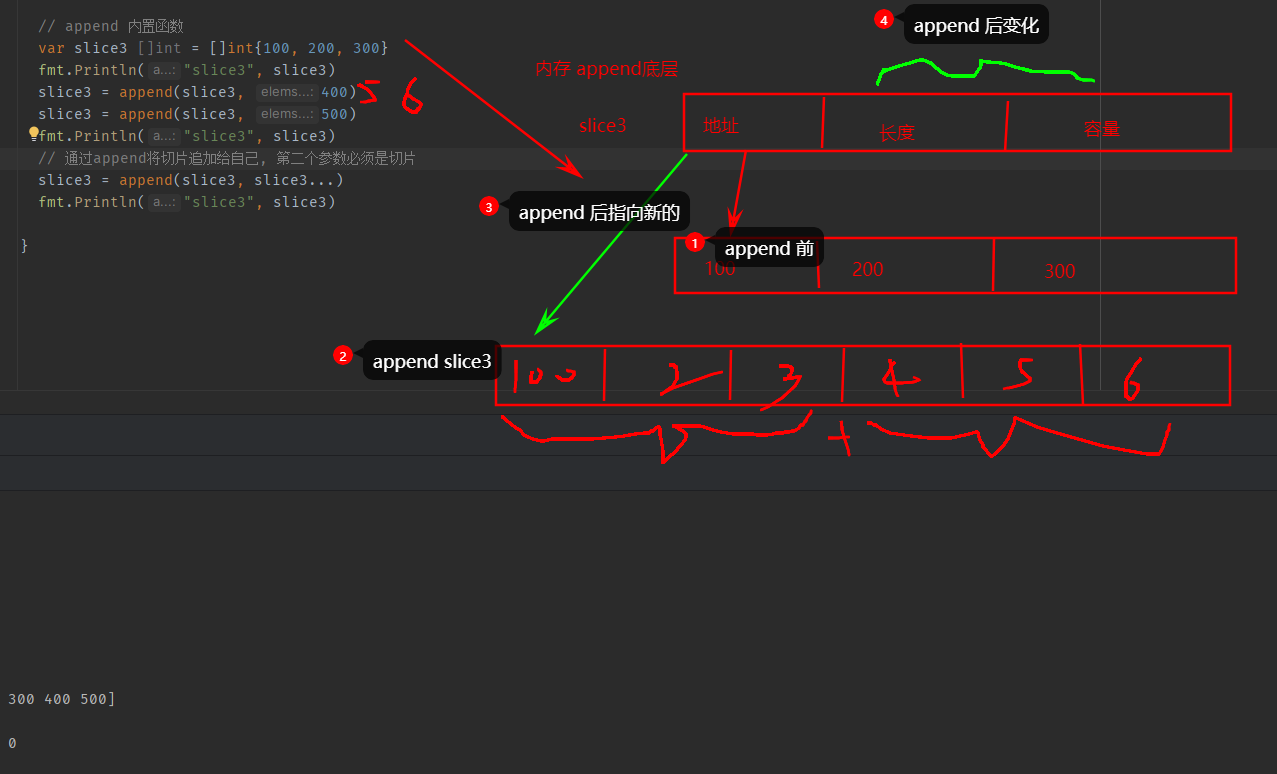 // append 内置函数
var slice3 []int = []int{100, 200, 300}
fmt.Println( a...: "slice3", slice3)
slice3 = append(slice3, elems...: 400) 5 6
slice3 = append(slice3, elems...: 500)
fmt.Println( a...: "slice3", slice3)
// 通过append将切片追加给自己, 第二个参数必须是切片
slice3 = append(slice3, slice3...)
fmt.Println( a...: "slice3", slice3)
}
4 append 后变化
内存 append底层
slice3 地址 长度 容量
3 append 后指向新的
1 append 前
100 200 300
2 append slice3
100 2 3 4 5 6
+
300 400 500]
0